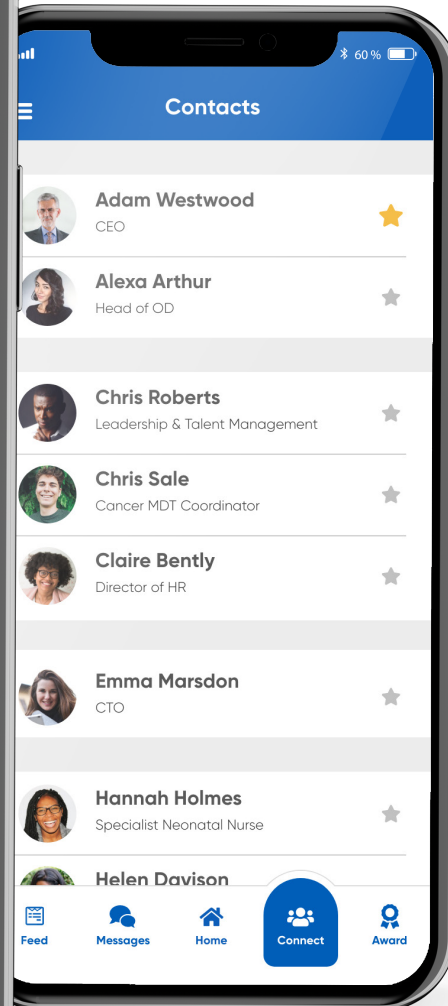 60 %
Contacts
Adam Westwood
CEO
Alexa Arthur
Head of OD
Chris Roberts
Leadership & Talent Management
Chris Sale
Cancer MDT Coordinator
Claire Bently
Director of HR
Emma Marsdon
CTO
Hannah Holmes
Specialist Neonatal Nurse
Helen Davison
Feed Messages Home Connect Award